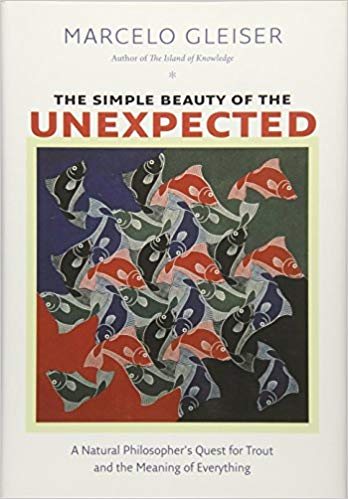 MARCELO GLEISER
Author of The Island of Knowledge
*
THE SIMPLE BEAUTY OF THE
UNEXPECTED
A Natural Philosopher's Quest for Trout
and the Meaning of Everything